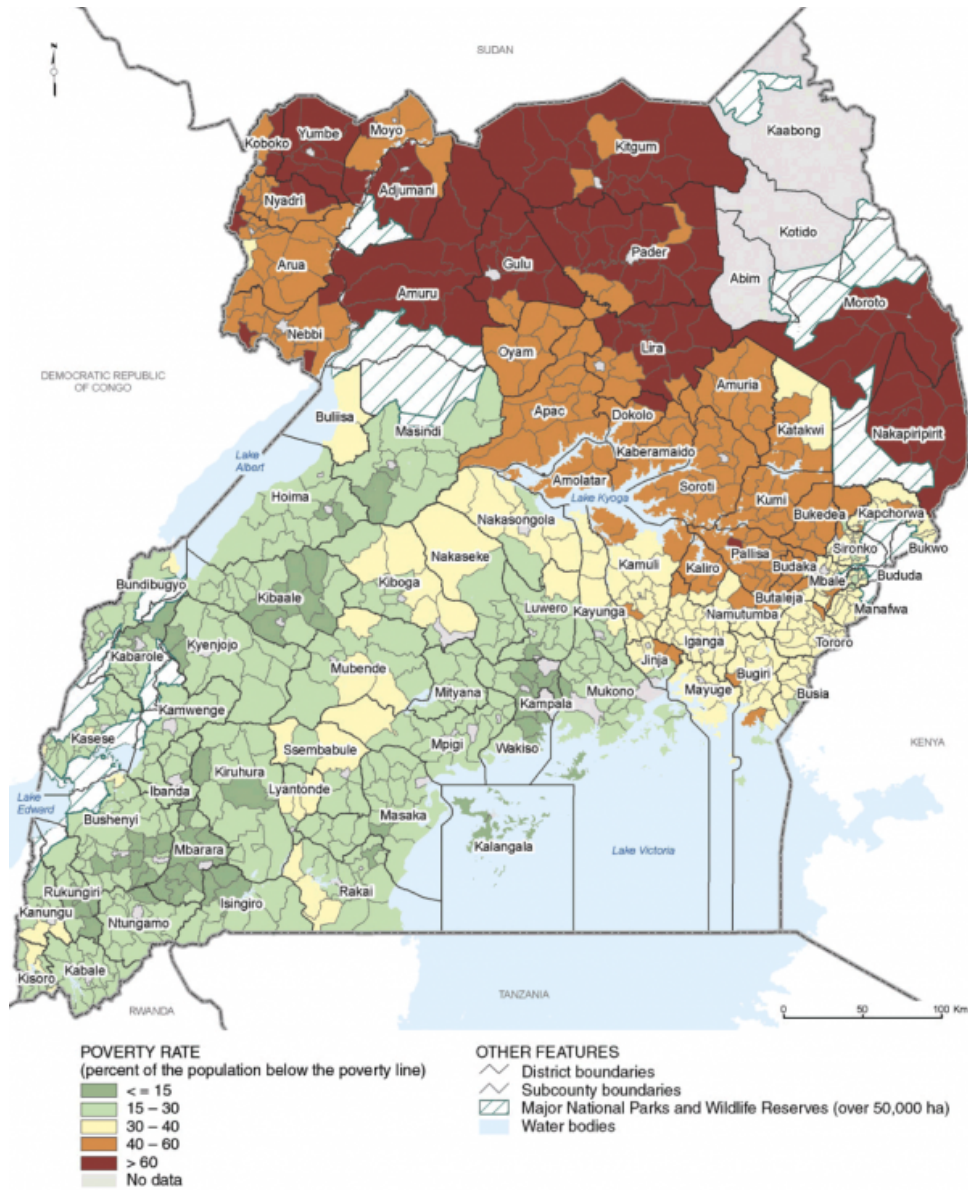 N
SUDAN
Kaabong
Yumbe
Moyo
Koboko
Kitgum
Adjumani
Nyadri
Kotido
Gulu
Pader
Arua
Abim
Amuru
Moroto
Nebbi
Lira
Oyam
DEMOCRATIC REPUBLIC
OF CONGO
Amuria
Buliisa
Apac
Dokolo
Masindi
Katakwi
Nakapiripirit
Kaberamaido
Lake
Albert
Amolatar
Soroti
Hoima
Lake Kyoga
Kumi
Bukedea
Kapchorwa
Nakasongola
Sironko
Bukwo
Nakaseke
Pallisa
Kamuli
Kaliro
Budaka
Bundibugyo
Kiboga
Mbale
Bududa
Kibaale
Butaleja
Luwero
Kayunga
Namutumba
Manafwa
Kyenjojo
Iganga
Tororo
Kabarole
Jinja
Mubende
Bugiri
Mityana
Mukono
Mayuge
Busia
Kampala
Kamwenge
Kasese
Ssembabule
Mpigi
Wakiso
KENYA
Kiruhura
Ibanda
Lyantonde
Lake
Edward
Bushenyi
Masaka
Mbarara
Kalangala
Lake Victoria
Rukungiri
Rakai
Isingiro
Kanungu
Ntungamo
Kabale
Kisoro
TANZANIA
RWANDA
0 50 100 Km
POVERTY RATE
(percent of the population below the poverty line)
< = 15
15 – 30
30 – 40
40 – 60
> 60
No data
OTHER FEATURES
District boundaries
Subcounty boundaries
Major National Parks and Wildlife Reserves (over 50,000 ha)
Water bodies